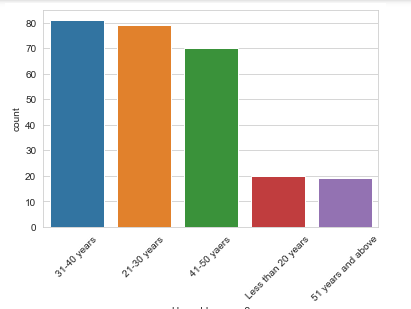 80
70
60
50
40
30
20
10
0
count
31-40 years
21-30 years
41-50 yaers
Less than 20 years
51 years and above